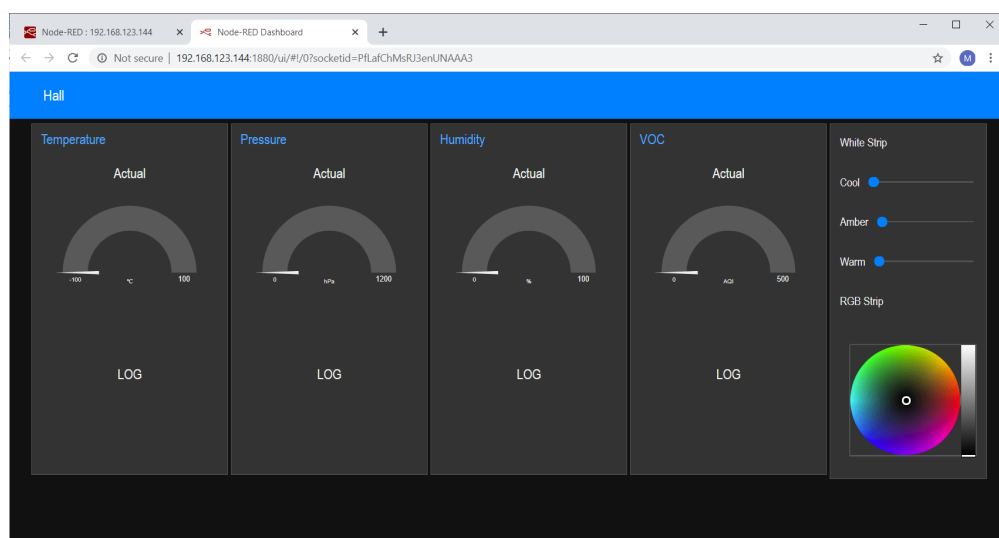 Node-RED : 192.168.123.144
Node-RED Dashboard
Not secure | 192.168.123.144:1880/ui/#!/0?socketid=PfLafChMsRJ3enUNAAA3
M
Hall
Temperature
Actual
-100 °C 100
LOG
Pressure
Actual
0 hPa 1200
LOG
Humidity
Actual
0 % 100
LOG
VOC
Actual
0 AQI 500
LOG
White Strip
Cool
Amber
Warm
RGB Strip